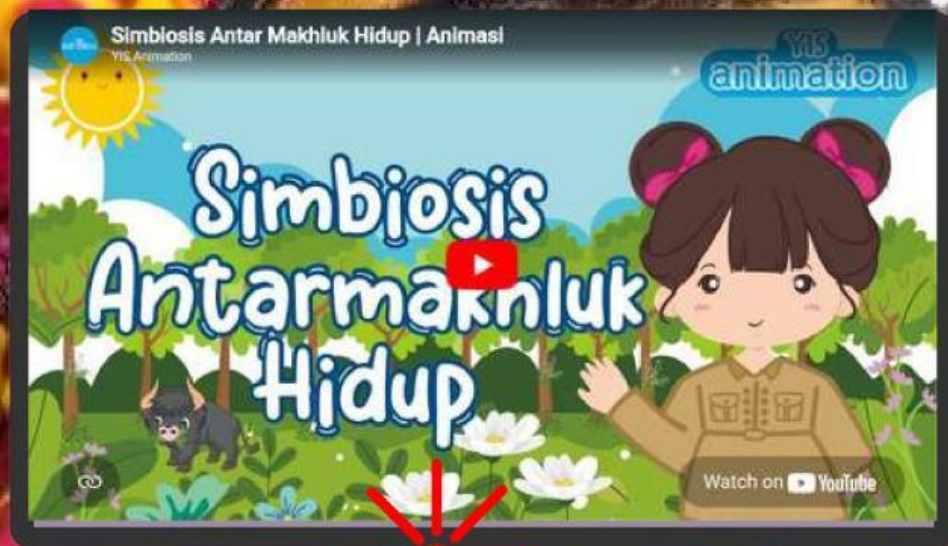 Simbiosis Antar Makhluk Hidup | Animasi
YIS Animation
YIS
animation
Simbiosis
Antarmakhluk
Hidup
Watch on YouTube